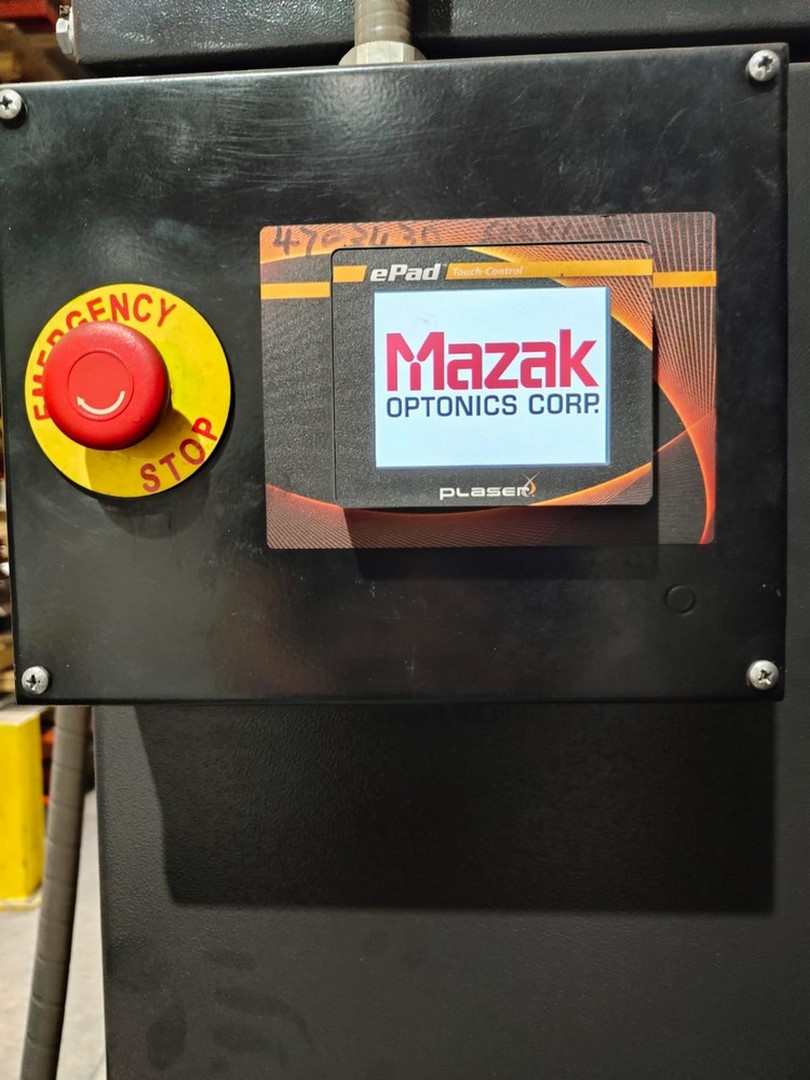 EMERGENCY
STOP
ePad Touch-Control
Mazak
OPTONICS CORP.
PLASER